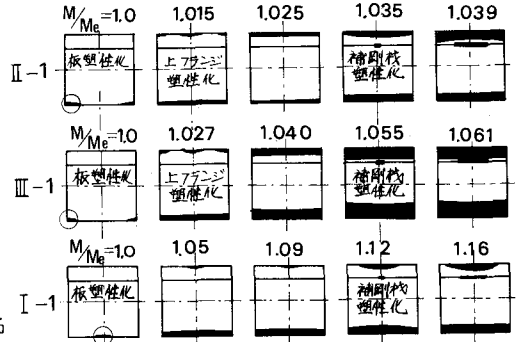 M/Me=1.0 1.015 1.025 1.035 1.039
II-1 板塑性化 上フランジ 補剛材
塑性化 塑性化
M/Me=1.0 1.027 1.040 1.055 1.061
III-1 板塑性化 上フランジ 補剛材
塑性化 塑性化
M/Me=1.0 1.05 1.09 1.12 1.16
I-1 板塑性化 補剛材
塑性化